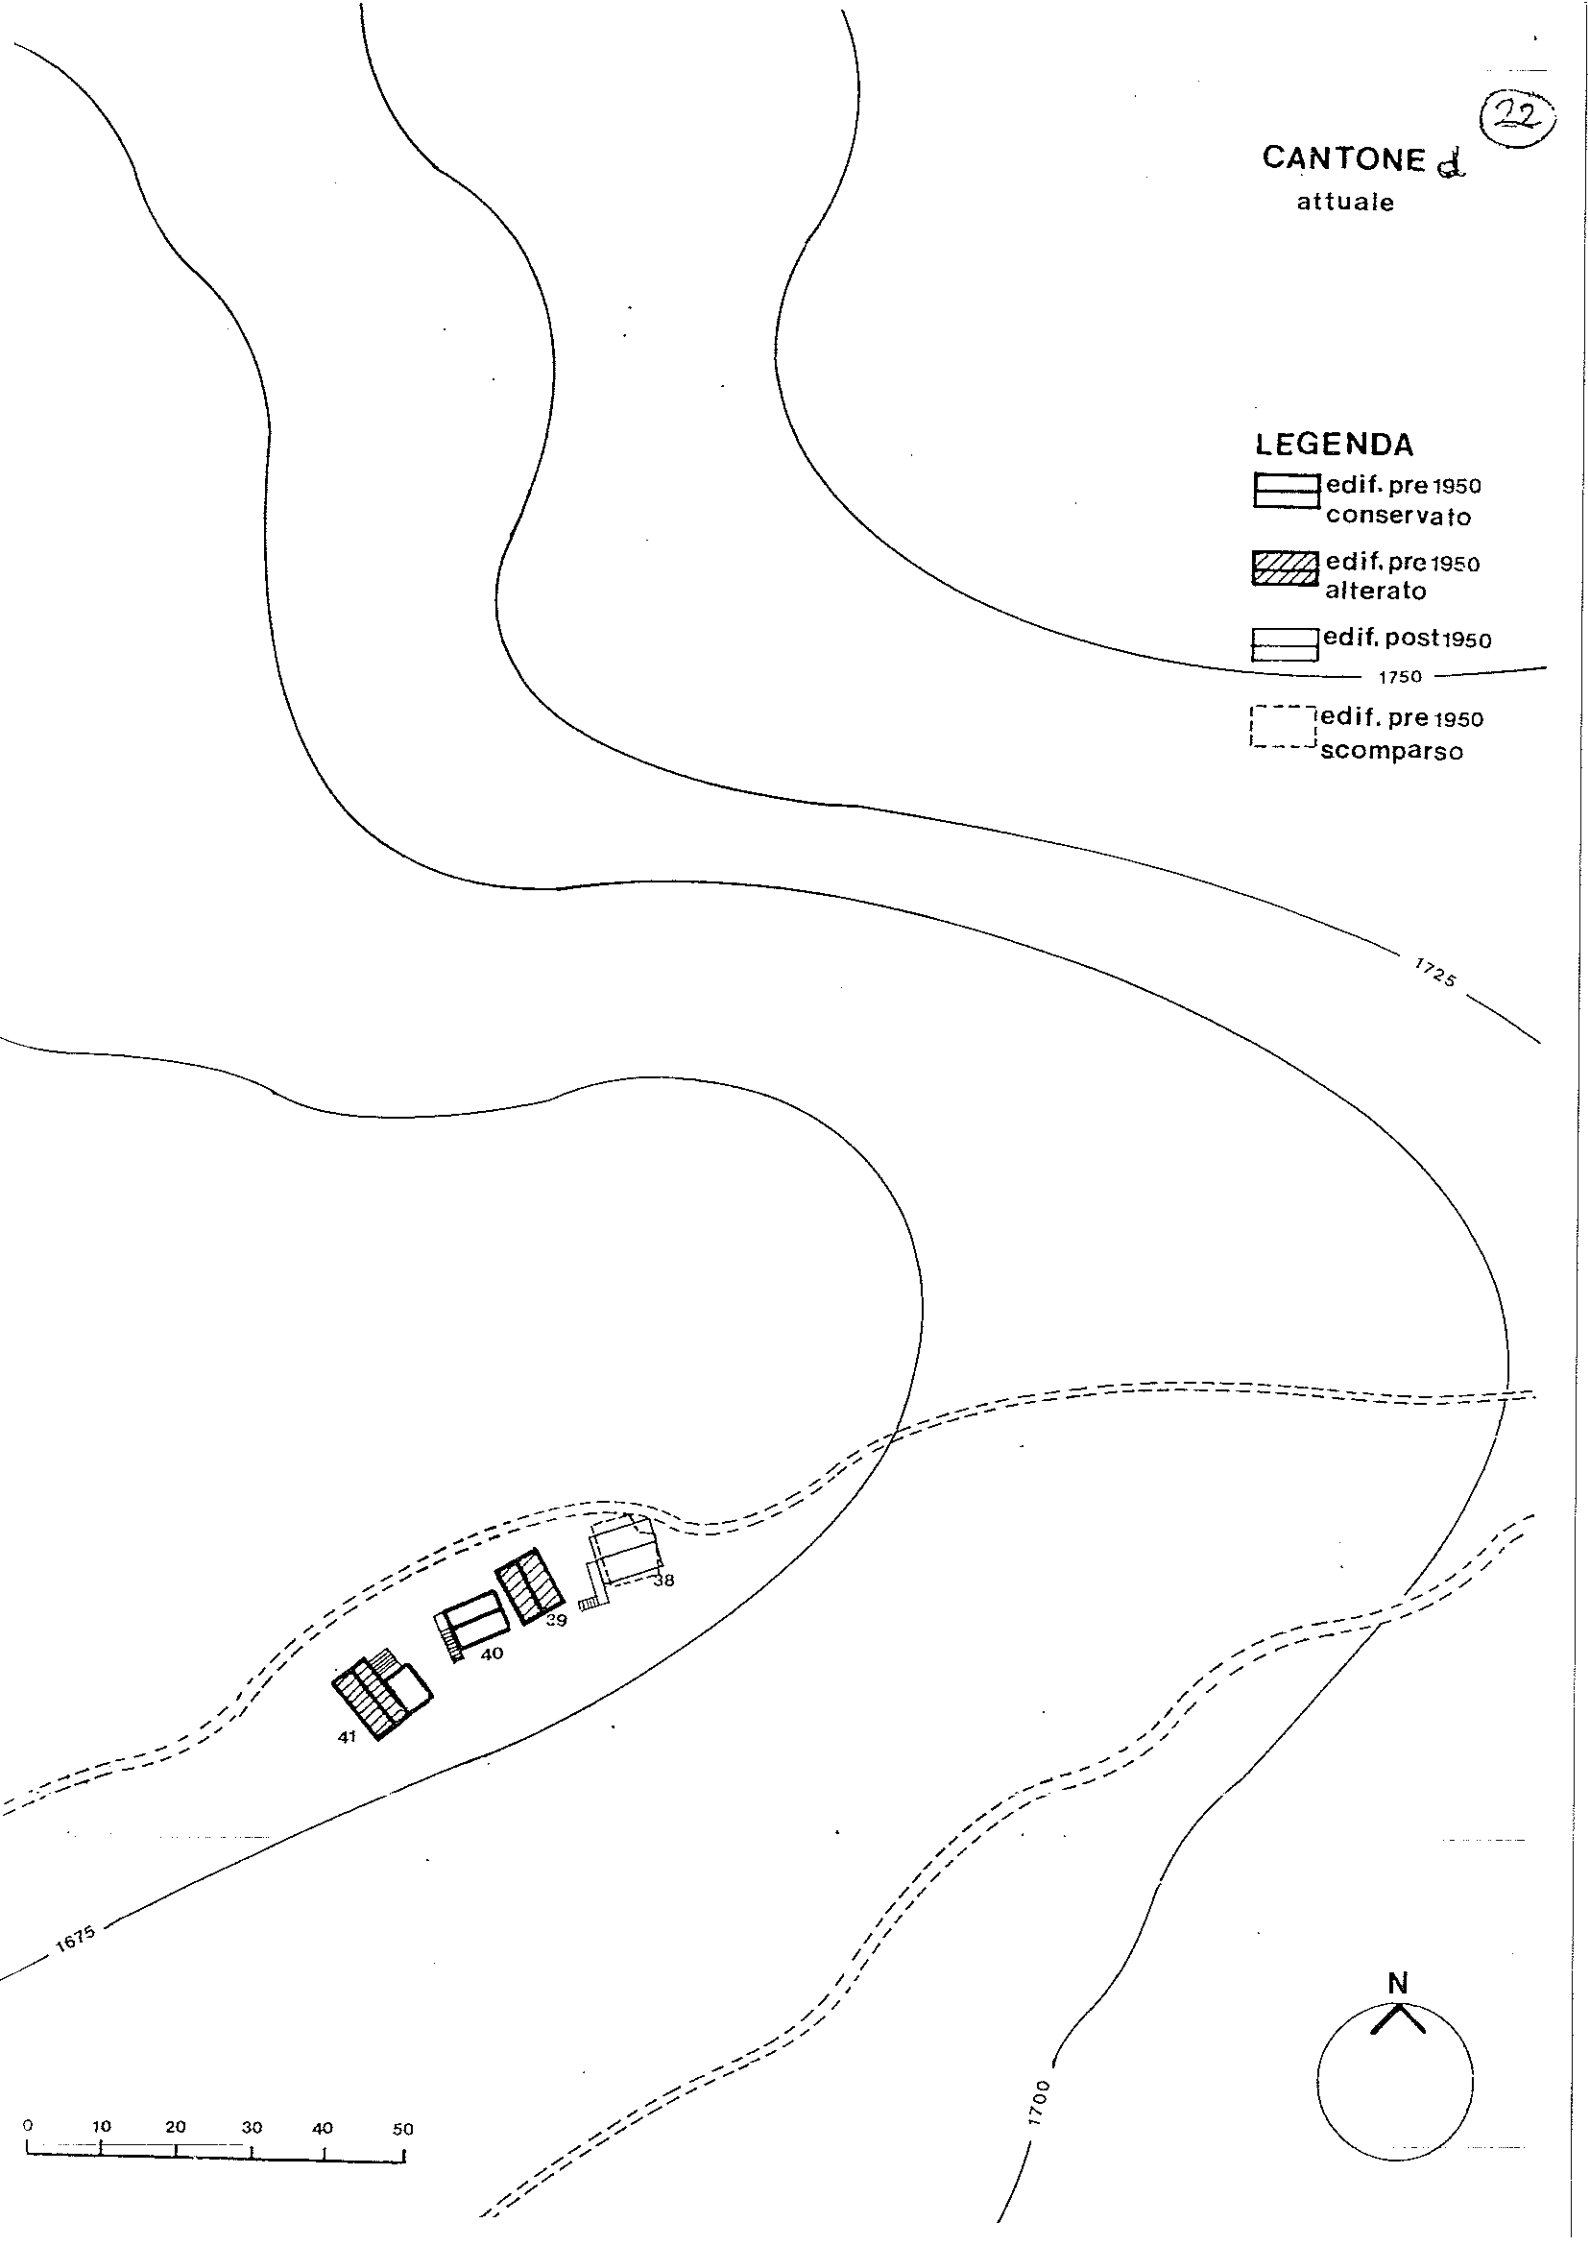 22
CANTONE d
attuale
LEGENDA
edif. pre 1950
conservato
edif. pre 1950
alterato
edif. post 1950
1750
edif. pre 1950
scomparso
1725
38
39
40
41
1675
N
1700
0 10 20 30 40 50